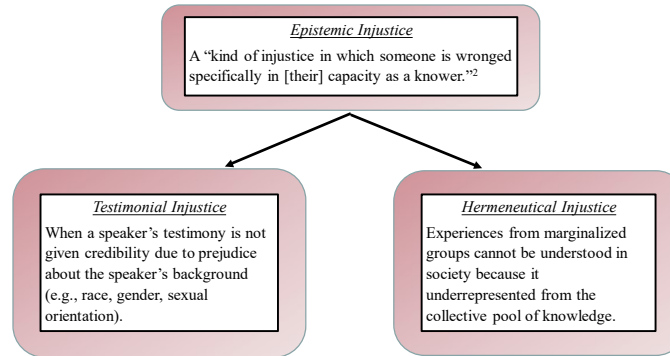 Epistemic Injustice
A “kind of injustice in which someone is wronged
specifically in [their] capacity as a knower.”2
Testimonial Injustice
When a speaker’s testimony is not
given credibility due to prejudice
about the speaker’s background
(e.g., race, gender, sexual
orientation).
Hermeneutical Injustice
Experiences from marginalized
groups cannot be understood in
society because it
underrepresented from the
collective pool of knowledge.